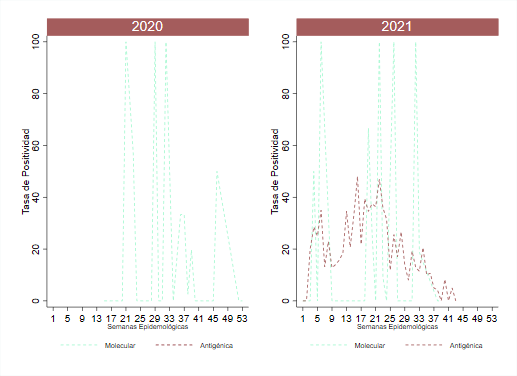 2020
2021
Tasa de Positividad
100
80
60
40
20
0
1 5 9 13 17 21 25 29 33 37 41 45 49 53
Semanas Epidemológicas
Molecular
Antigénica
Tasa de Positividad
100
80
60
40
20
0
1 5 9 13 17 21 25 29 33 37 41 45 49 53
Semanas Epidemológicas
Molecular
Antigénica